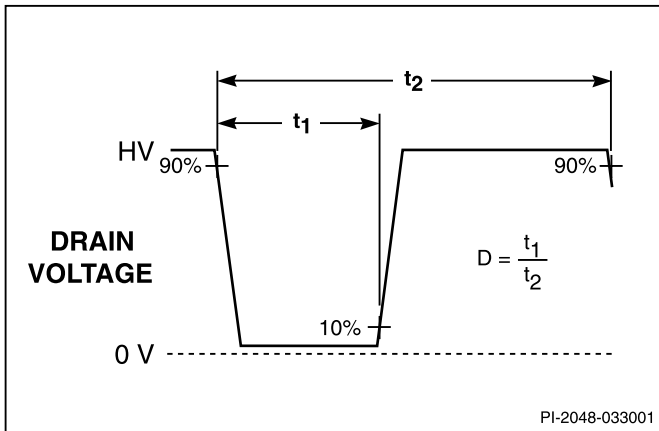 t2
t1
HV
90%
90%
DRAIN
VOLTAGE
D = t1/t2
10%
0 V
PI-2048-033001